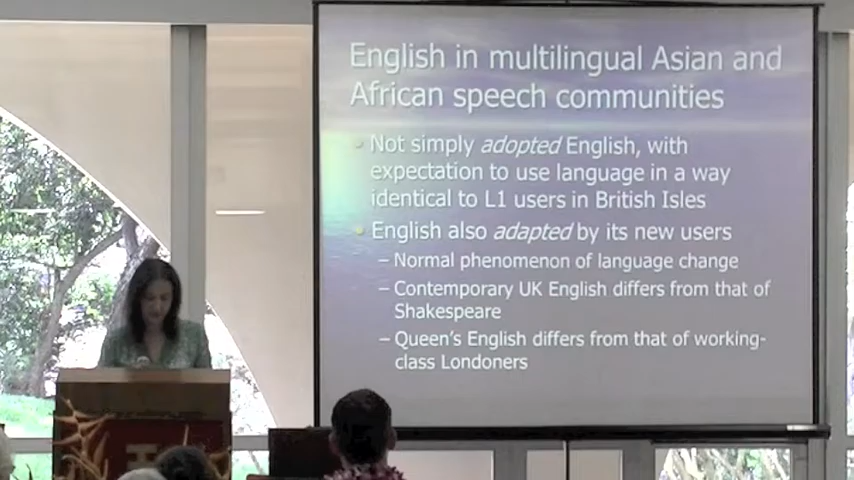 English in multilingual Asian and
African speech communities
Not simply adopted English, with
expectation to use language in a way
identical to L1 users in British Isles
English also adapted by its new users
– Normal phenomenon of language change
– Contemporary UK English differs from that of
Shakespeare
– Queen's English differs from that of working-
class Londoners